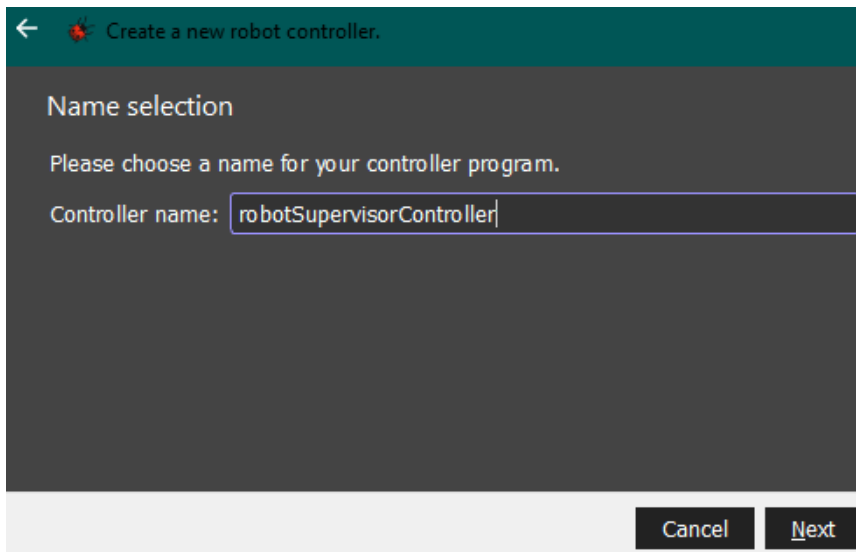 Create a new robot controller.
Name selection
Please choose a name for your controller program.
Controller name: robotSupervisorController
Cancel Next